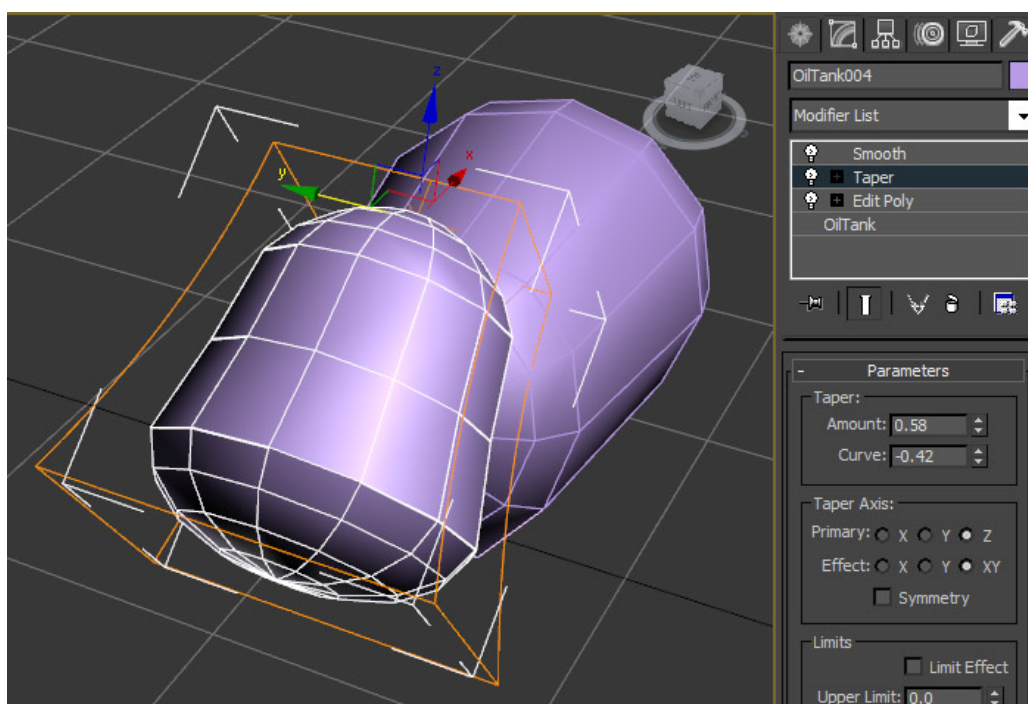 OilTank004
Modifier List
Smooth
Taper
Edit Poly
OilTank
z
x
y
- Parameters
Taper:
Amount: 0.58
Curve: -0.42
Taper Axis:
Primary: X Y Z
Effect: X Y XY
Symmetry
Limits
Limit Effect
Upper Limit: 0.0